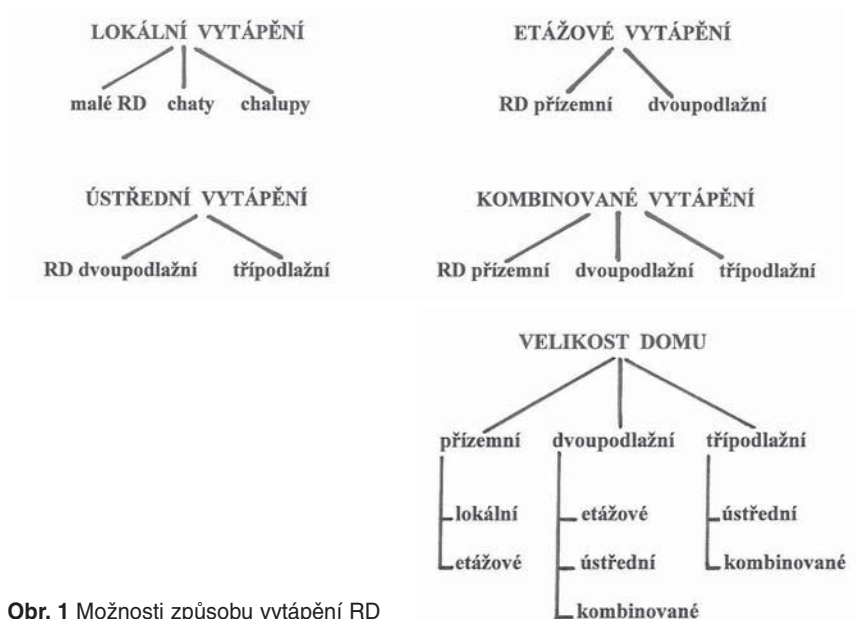 LOKÁLNÍ VYTÁPĚNÍ
malé RD chaty chalupy
ETÁŽOVÉ VYTÁPĚNÍ
RD přízemní dvoupodlažní
ÚSTŘEDNÍ VYTÁPĚNÍ
RD dvoupodlažní třípodlažní
KOMBINOVANÉ VYTÁPĚNÍ
RD přízemní dvoupodlažní třípodlažní
VELIKOST DOMU
přízemní dvoupodlažní třípodlažní
lokální etážové ústřední
etážové ústřední kombinované
kombinované
Obr. 1 Možnosti způsobu vytápění RD